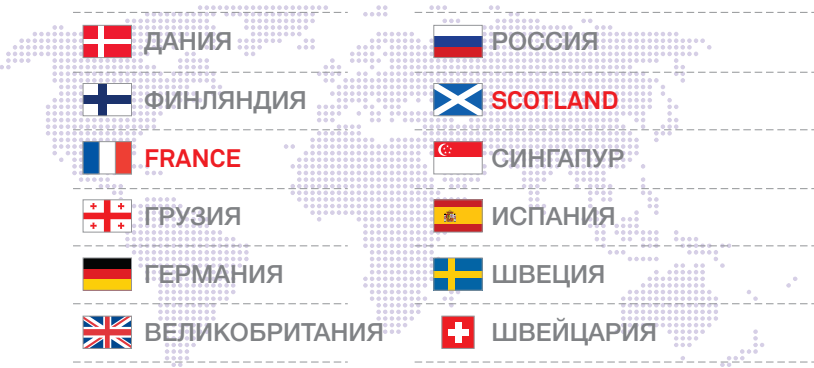 ДАНИЯ
ФИНЛЯНДИЯ
FRANCE
ГРУЗИЯ
ГЕРМАНИЯ
ВЕЛИКОБРИТАНИЯ
РОССИЯ
SCOTLAND
СИНГАПУР
ИСПАНИЯ
ШВЕЦИЯ
ШВЕЙЦАРИЯ